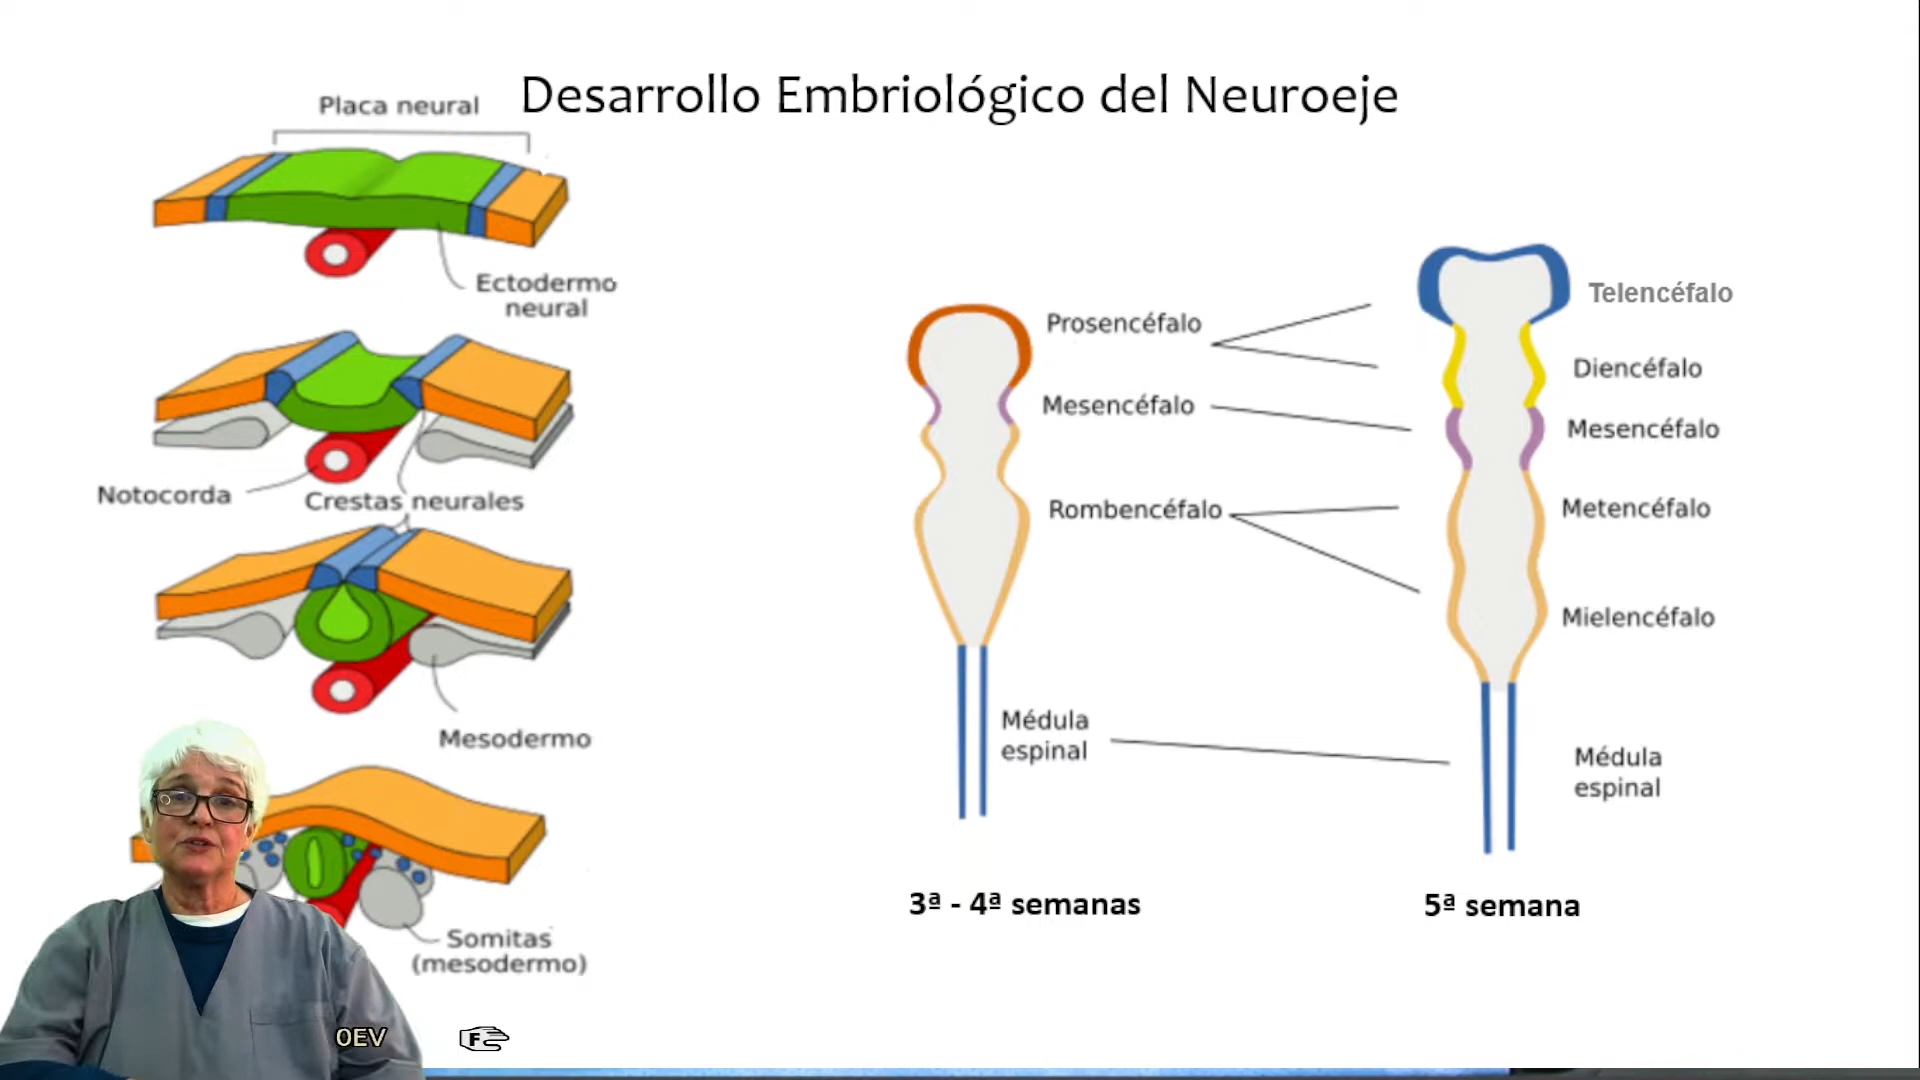 Desarrollo Embriológico del Neuroeje
Placa neural
Ectodermo
neural
Notocorda
Crestas neurales
Mesodermo
Somitas
(mesodermo)
Prosencéfalo
Mesencéfalo
Rombencéfalo
Médula
espinal
3ª - 4ª semanas
Telencéfalo
Diencéfalo
Mesencéfalo
Metencéfalo
Mielencéfalo
Médula
espinal
5ª semana
OEV
F